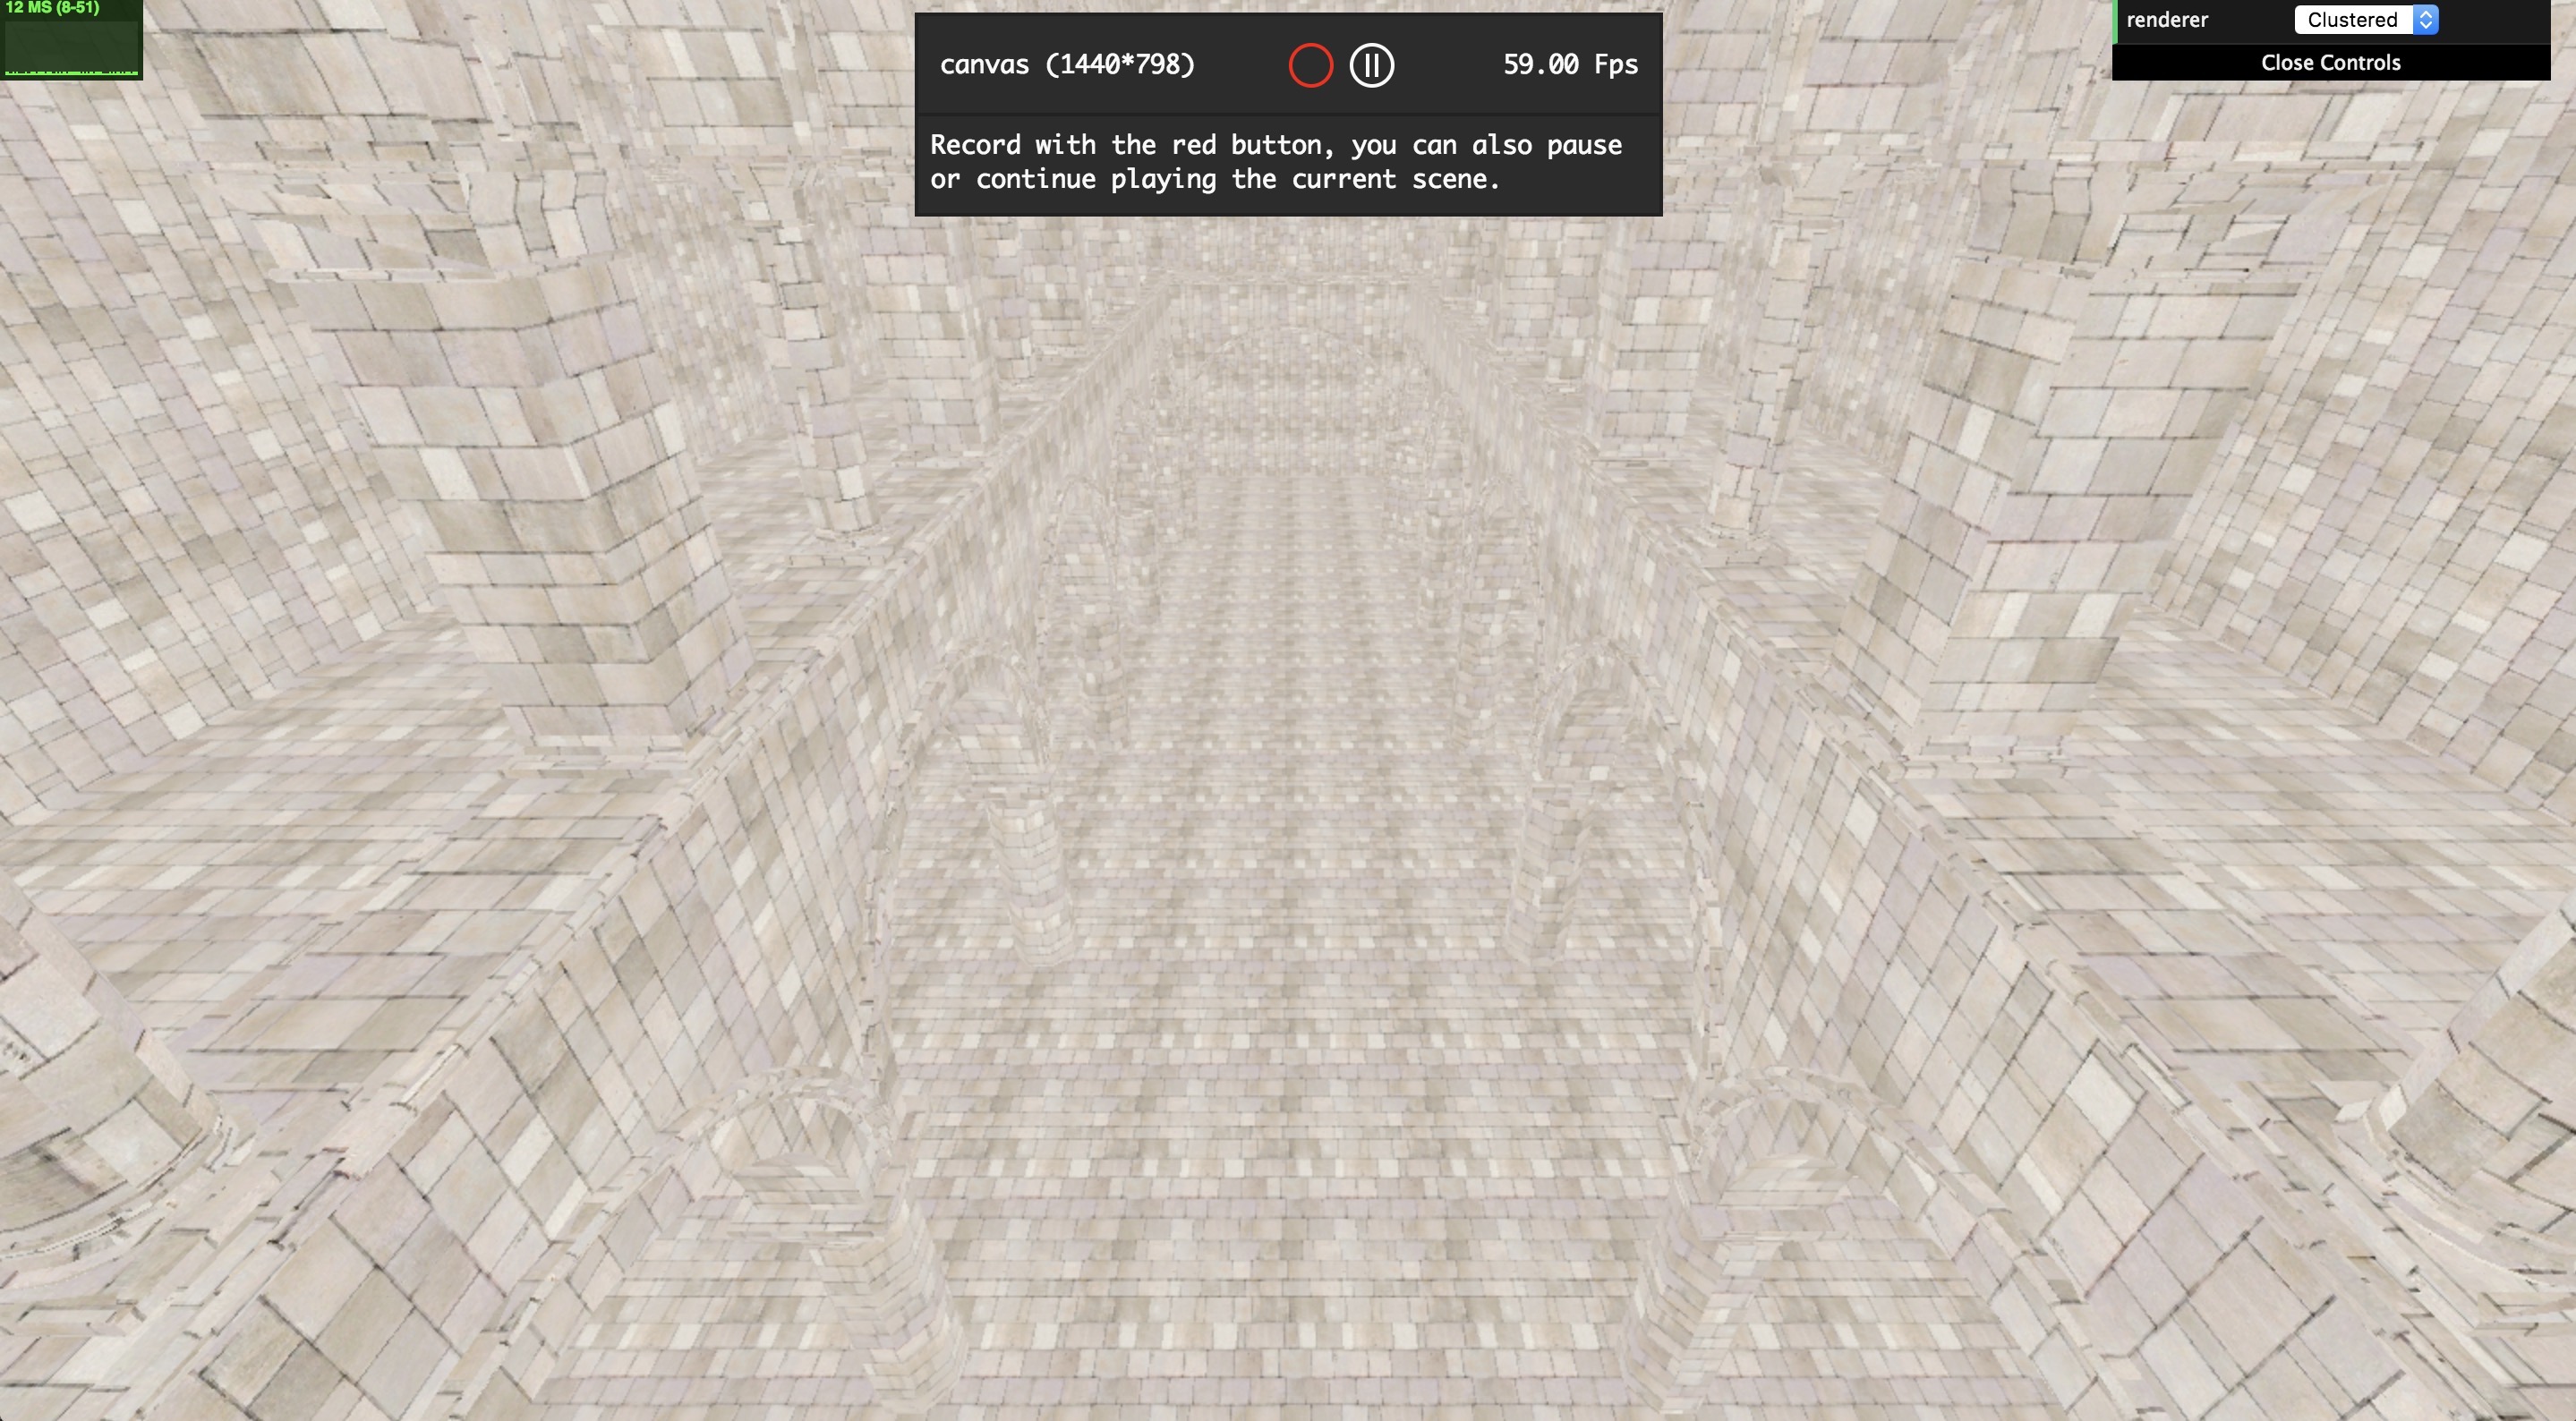 12 MS (8-51)
canvas (1440*798)
59.00 Fps
Record with the red button, you can also pause
or continue playing the current scene.
renderer
Clustered
Close Controls